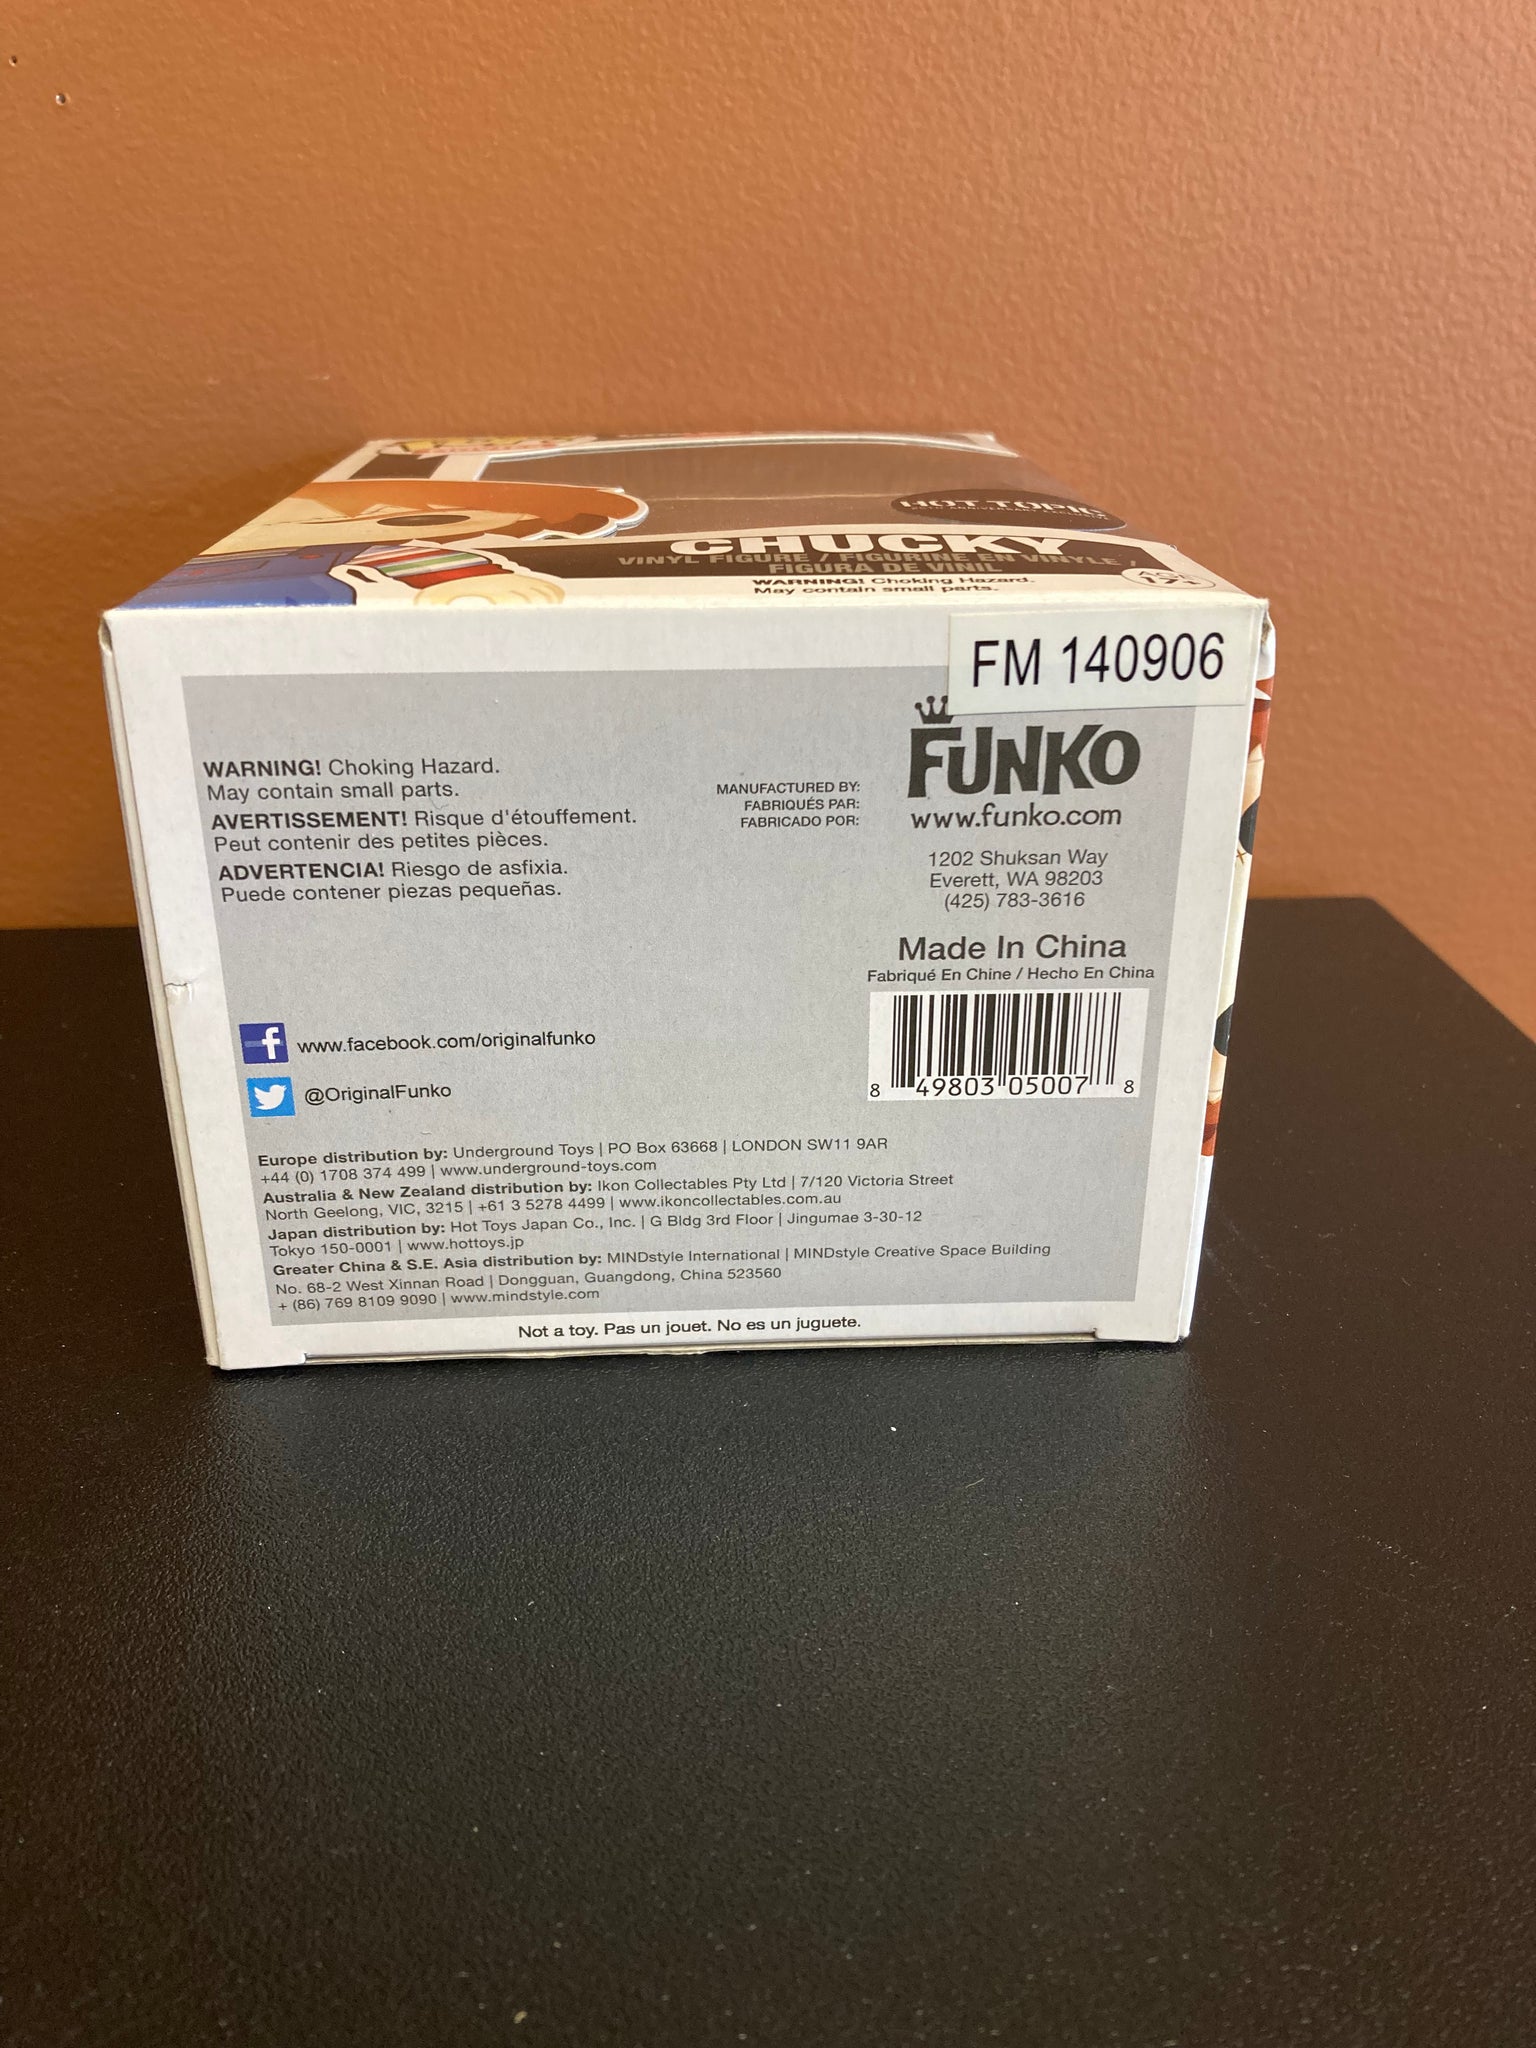 HOT TOPIC
CHUCKY
VINYL FIGURE / FIGURINE EN VINYLE /
FIGURA DE VINIL
WARNING! Choking Hazard.
May contain small parts.
AGE
17+
FM 140906
FUNKO
www.funko.com
WARNING! Choking Hazard.
May contain small parts.
AVERTISSEMENT! Risque d'étouffement.
Peut contenir des petites pièces.
ADVERTENCIA! Riesgo de asfixia.
Puede contener piezas pequeñas.
MANUFACTURED BY:
FABRIQUÉS PAR:
FABRICADO POR:
1202 Shuksan Way
Everett, WA 98203
(425) 783-3616
Made In China
Fabriqué En Chine / Hecho En China
8 49803 05007 8
f www.facebook.com/originalfunko
@OriginalFunko
Europe distribution by: Underground Toys | PO Box 63668 | LONDON SW11 9AR
+44 (0) 1708 374 499 | www.underground-toys.com
Australia & New Zealand distribution by: Ikon Collectables Pty Ltd | 7/120 Victoria Street
North Geelong, VIC, 3215 | +61 3 5278 4499 | www.ikoncollectables.com.au
Japan distribution by: Hot Toys Japan Co., Inc. | G Bldg 3rd Floor | Jingumae 3-30-12
Tokyo 150-0001 | www.hottoys.jp
Greater China & S.E. Asia distribution by: MINDstyle International | MINDstyle Creative Space Building
No. 68-2 West Xinnan Road | Dongguan, Guangdong, China 523560
+ (86) 769 8109 9090 | www.mindstyle.com
Not a toy. Pas un jouet. No es un juguete.